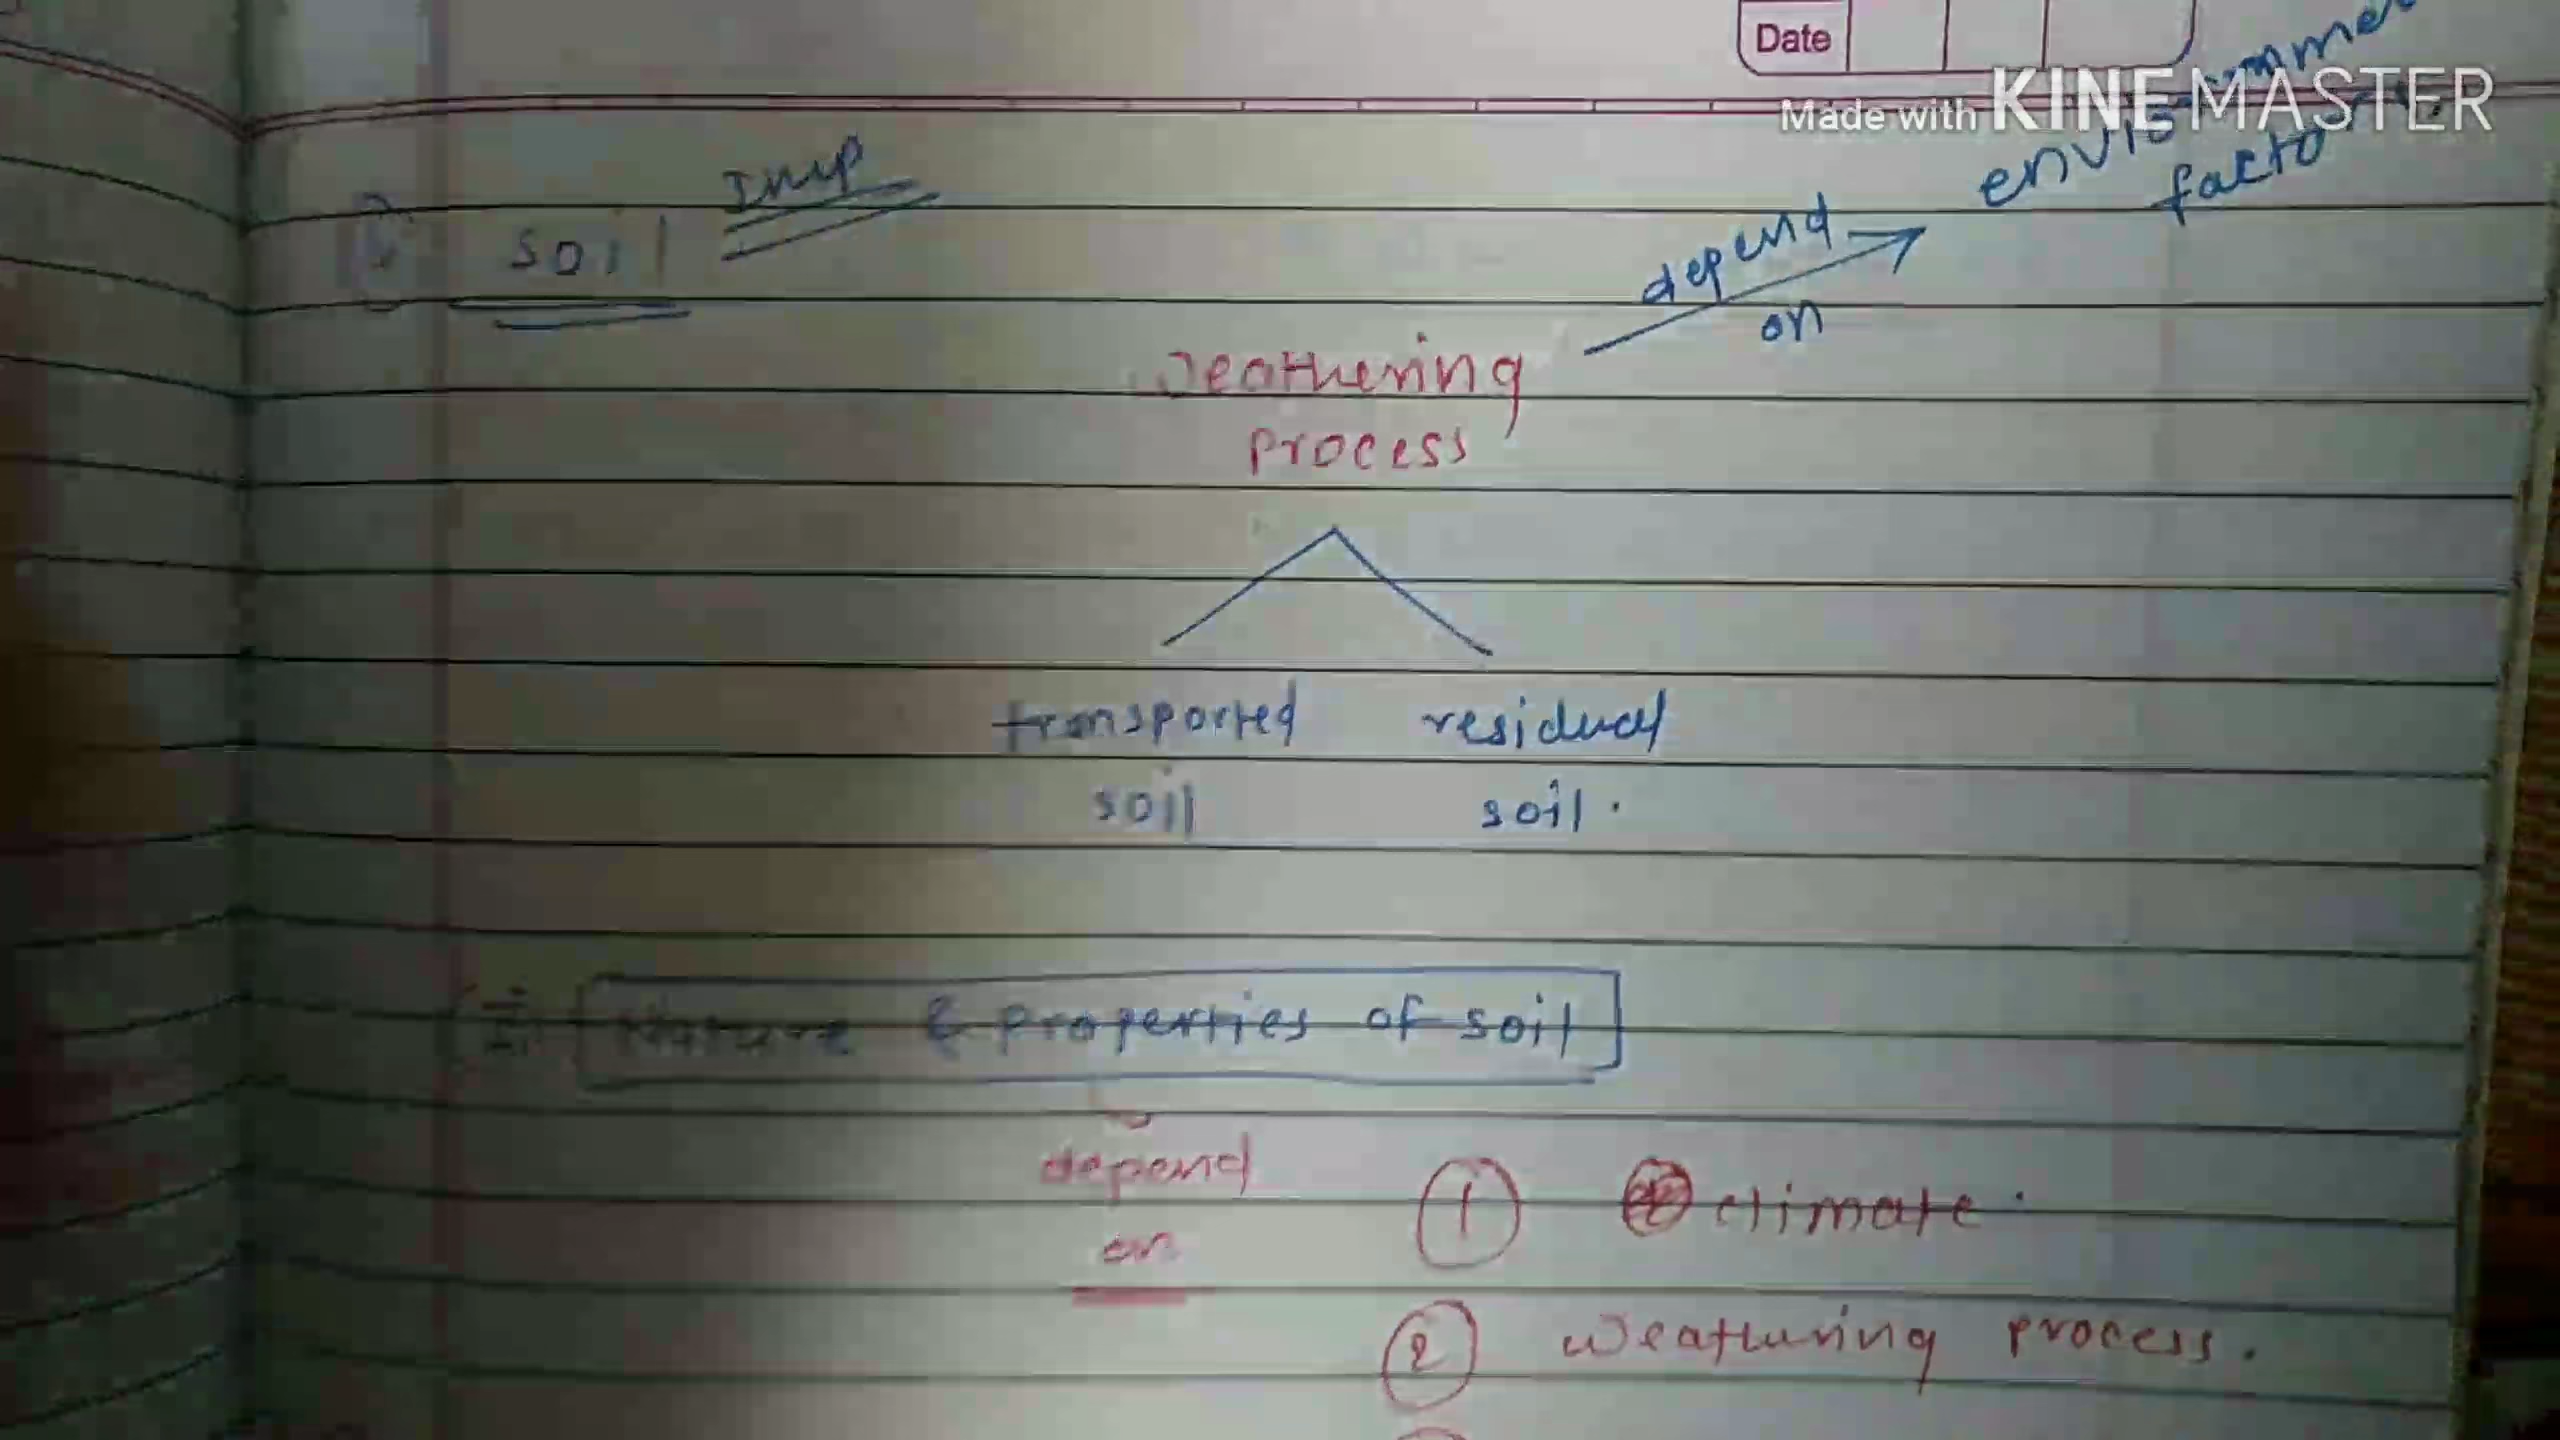 Date
Made with KINEMASTER
Imp
soil
depend
on
factor
weathering
process
transported residual
soil soil.
Nature & properties of soil
depend
on
1 climate.
2 weathering process.